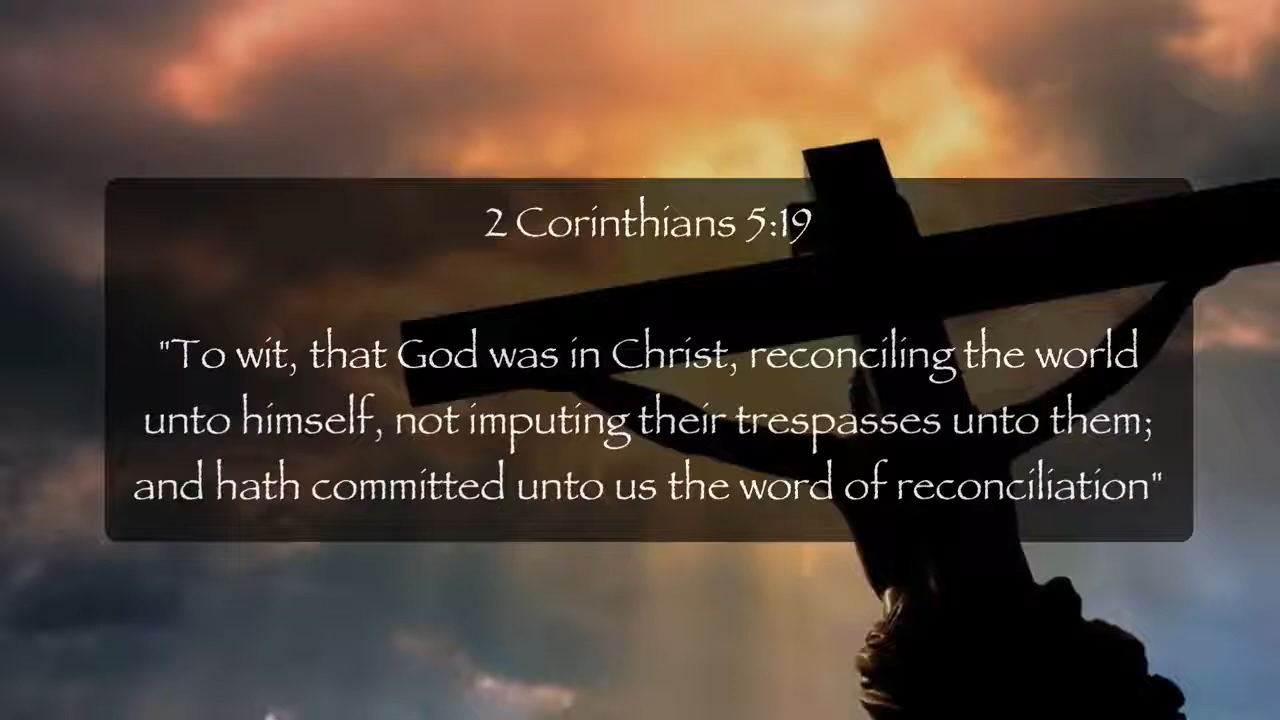 2 Corinthians 5:19
"To wit, that God was in Christ, reconciling the world
unto himself, not imputing their trespasses unto them;
and hath committed unto us the word of reconciliation"